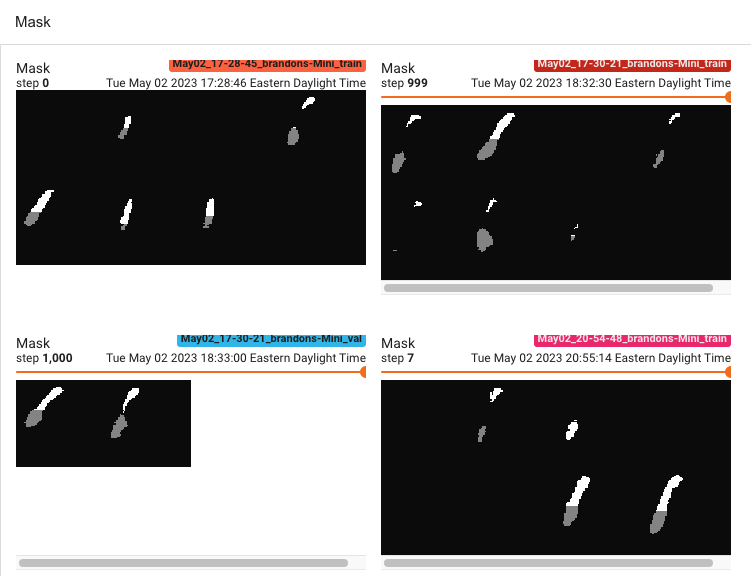 Mask
Mask
May02_17-28-45_brandons-Mini_train
step 0
Tue May 02 2023 17:28:46 Eastern Daylight Time
Mask
May02_17-30-21_brandons-Mini_train
step 999
Tue May 02 2023 18:32:30 Eastern Daylight Time
Mask
May02_17-30-21_brandons-Mini_val
step 1,000
Tue May 02 2023 18:33:00 Eastern Daylight Time
Mask
May02_20-54-48_brandons-Mini_train
step 7
Tue May 02 2023 20:55:14 Eastern Daylight Time